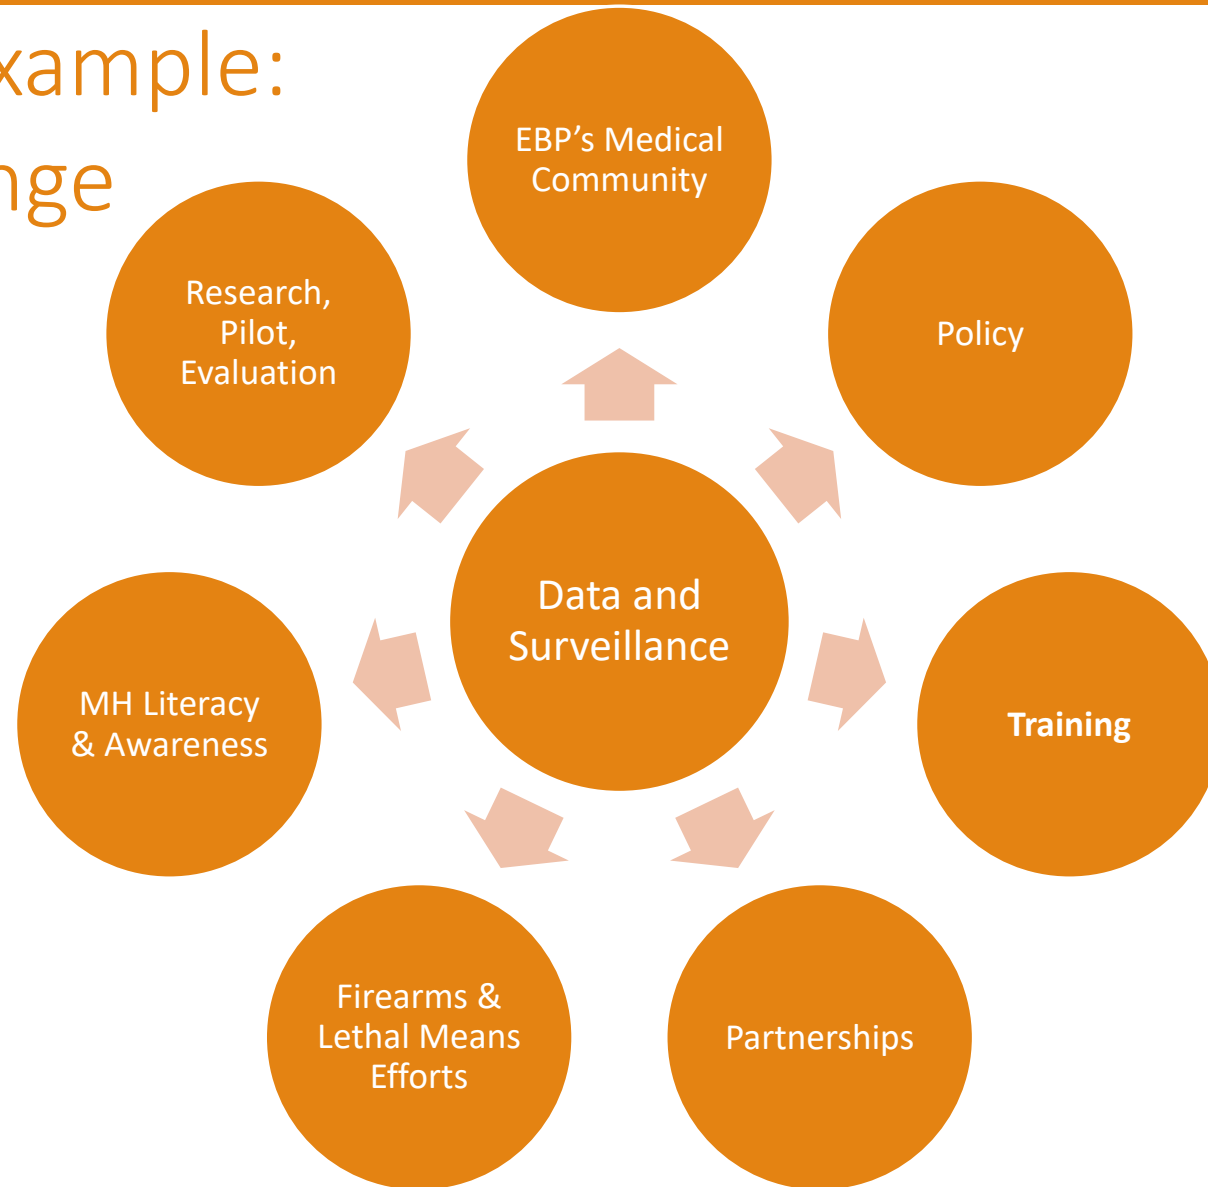 xample:
nge
EBP's Medical
Community
Policy
Training
Partnerships
Firearms &
Lethal Means
Efforts
MH Literacy
& Awareness
Research,
Pilot,
Evaluation
Data and
Surveillance